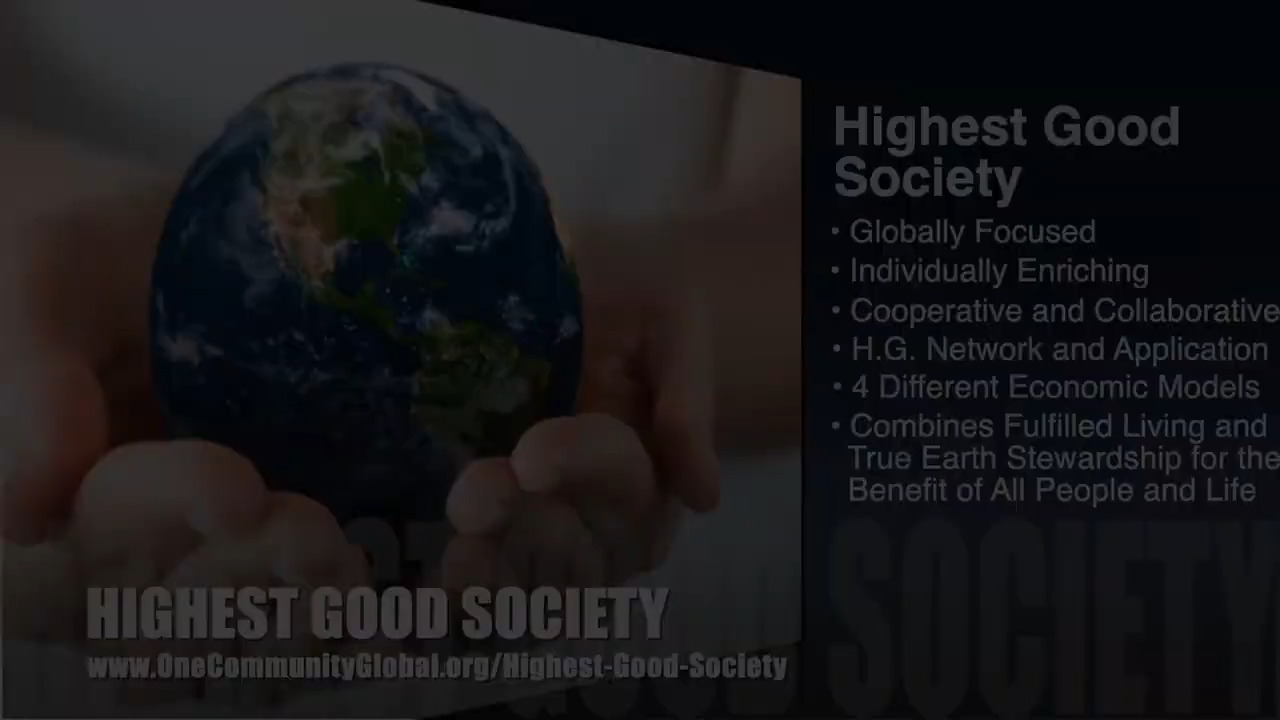 Highest Good
Society
• Globally Focused
• Individually Enriching
• Cooperative and Collaborative
• H.G. Network and Application
• 4 Different Economic Models
• Combines Fulfilled Living and
True Earth Stewardship for the
Benefit of All People and Life
GOOD SOCIETY
HIGHEST GOOD SOCIETY
www.OneCommunityGlobal.org/Highest-Good-Society